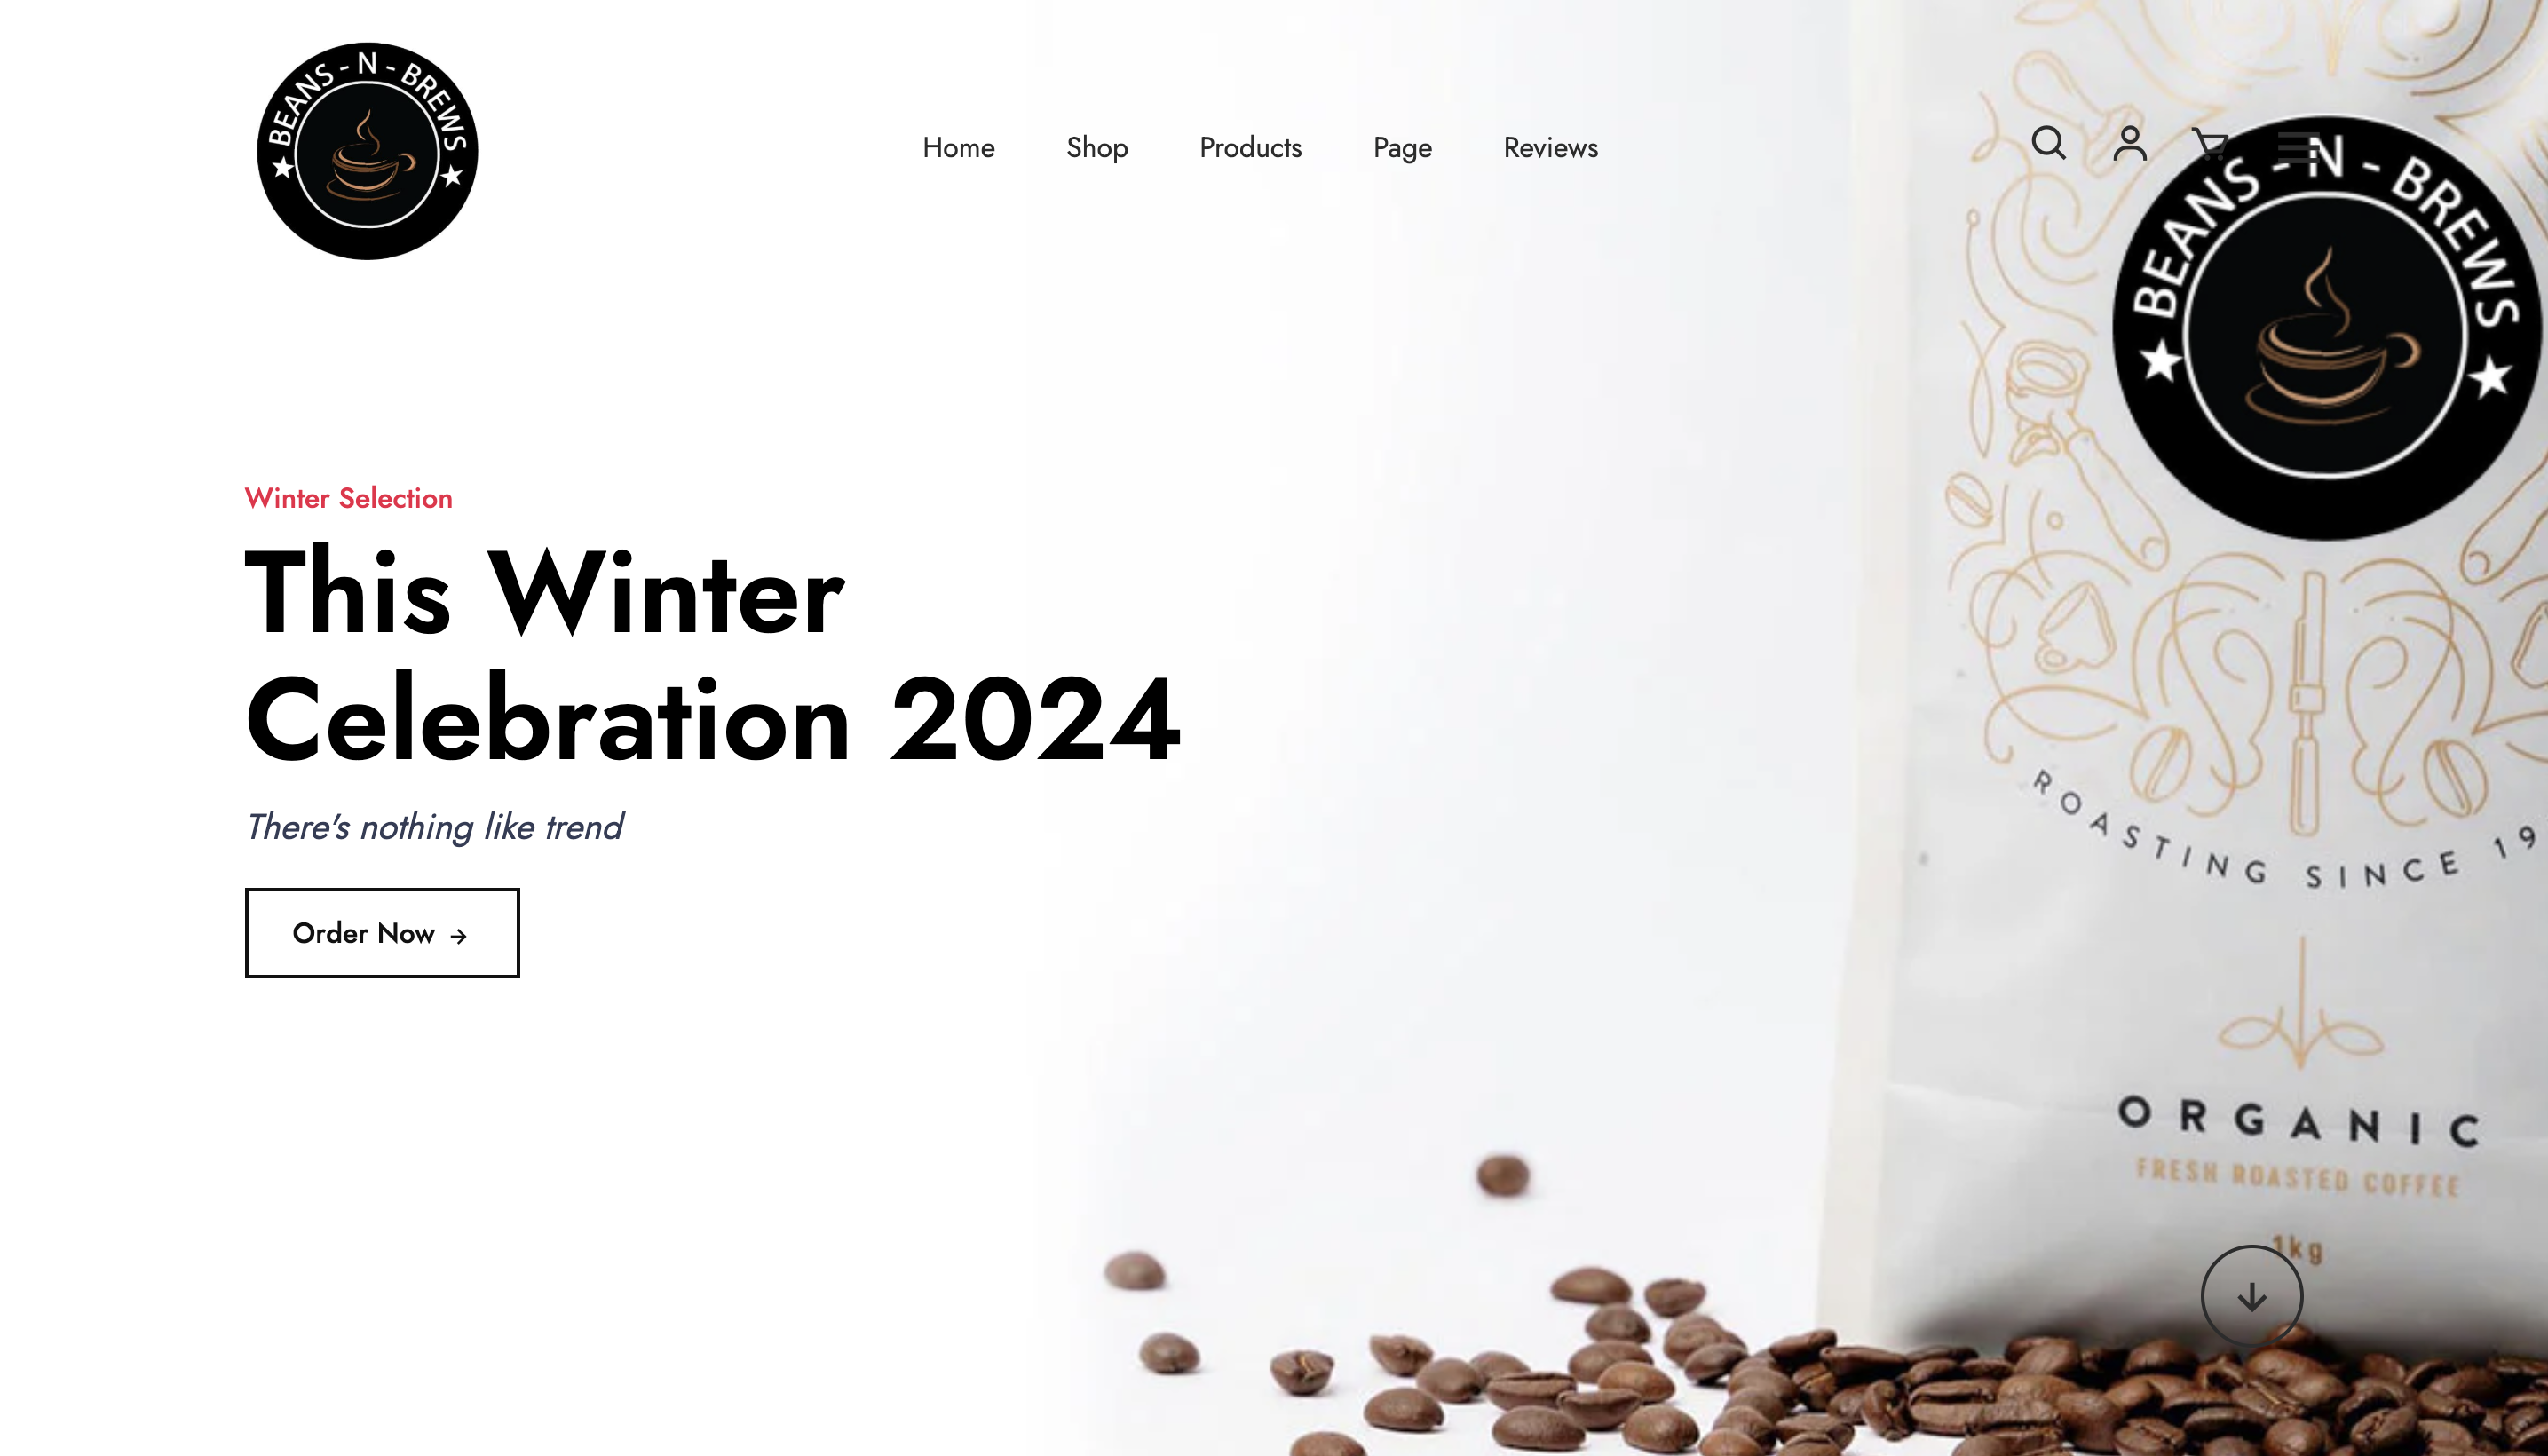 BEANS - N - BREWS
Home Shop Products Page Reviews
BEANS - N - BREWS
Winter Selection
This Winter
Celebration 2024
There's nothing like trend
Order Now →
ROASTING SINCE 19
ORGANIC
FRESH ROASTED COFFEE
1kg